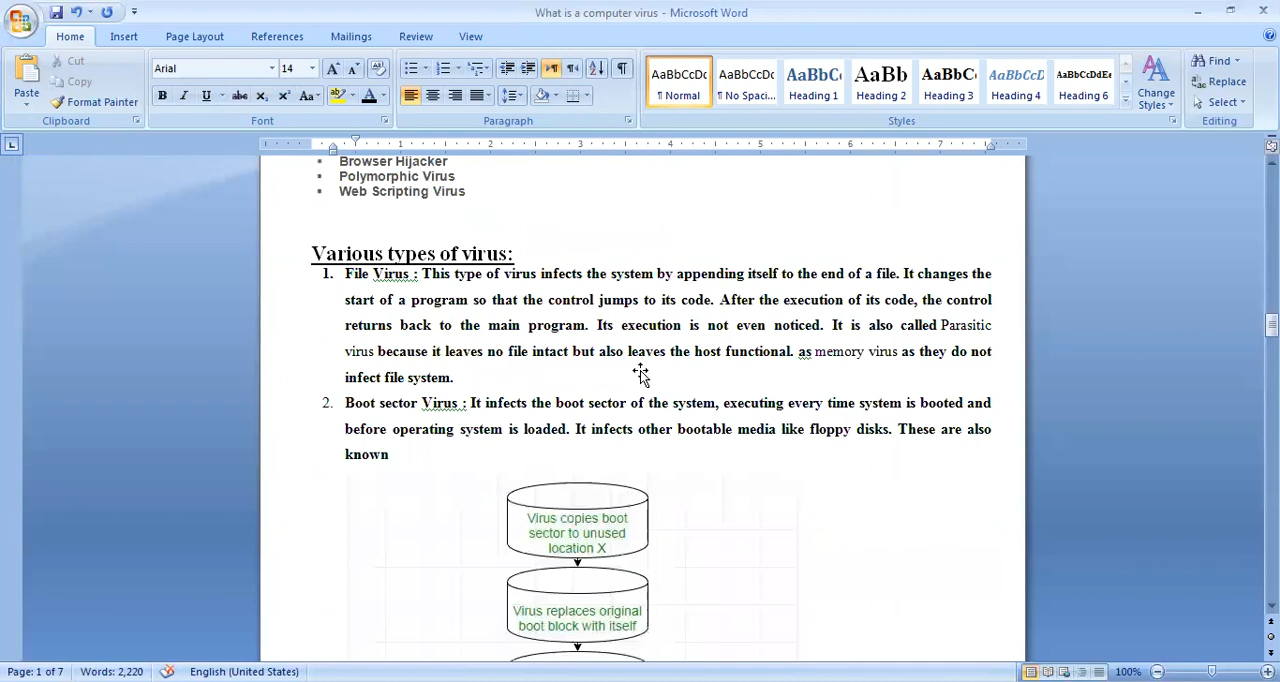 What is a computer virus - Microsoft Word
Home Insert Page Layout References Mailings Review View
Paste
Cut
Copy
Format Painter
Clipboard
Arial 14
Font
Paragraph
AaBbCcDc AaBbCcDc AaBbC AaBb AaBbC AaBbCcD AaBbCcDdEe
¶ Normal ¶ No Spaci... Heading 1 Heading 2 Heading 3 Heading 4 Heading 6
Change Styles
Styles
Find
Replace
Select
Editing
1 2 3 4 5 6 7
Browser Hijacker
Polymorphic Virus
Web Scripting Virus
Various types of virus:
1. File Virus : This type of virus infects the system by appending itself to the end of a file. It changes the
start of a program so that the control jumps to its code. After the execution of its code, the control
returns back to the main program. Its execution is not even noticed. It is also called Parasitic
virus because it leaves no file intact but also leaves the host functional. as memory virus as they do not
infect file system.
2. Boot sector Virus : It infects the boot sector of the system, executing every time system is booted and
before operating system is loaded. It infects other bootable media like floppy disks. These are also
known
Virus copies boot
sector to unused
location X
Virus replaces original
boot block with itself
Page: 1 of 7 Words: 2,220 English (United States) 100%